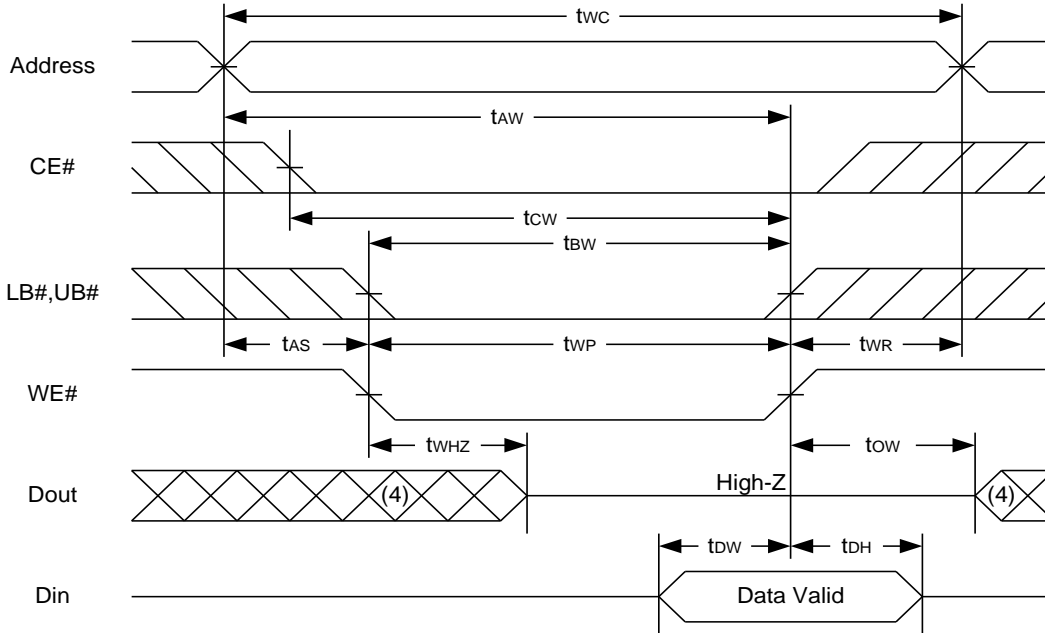 tWC
Address
tAW
CE#
tCW
tBW
LB#,UB#
tAS tWP tWR
WE#
tWHZ tOW
Dout (4) High-Z (4)
tDW tDH
Din Data Valid